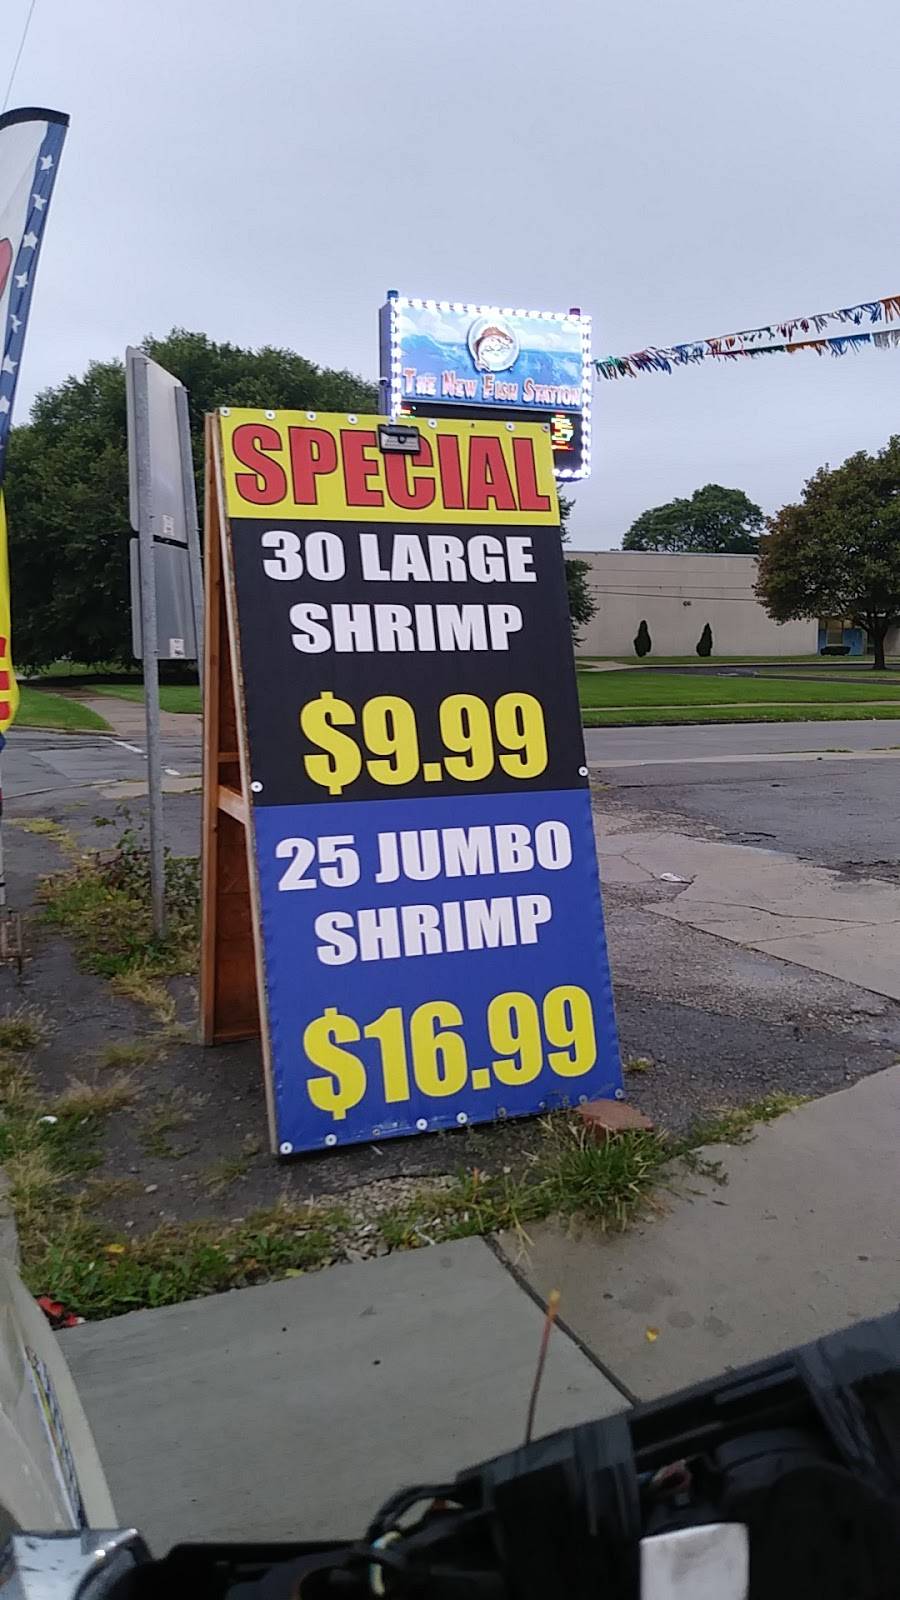 THE NEW FISH STATION
SPECIAL
30 LARGE
SHRIMP
$9.99
25 JUMBO
SHRIMP
$16.99